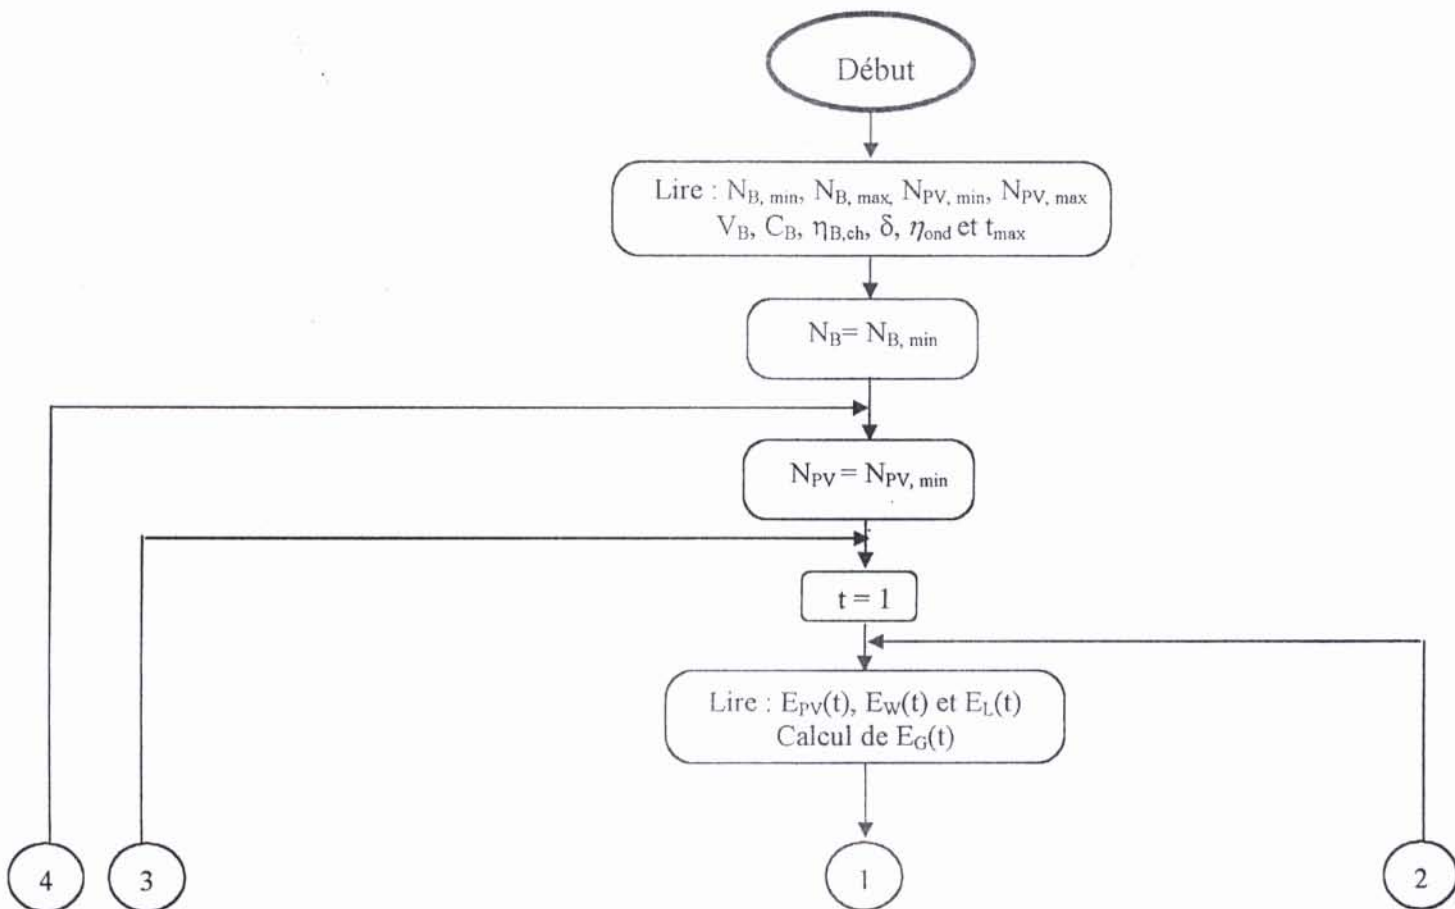 Début
Lire : N_B, min, N_B, max, N_PV, min, N_PV, max
V_B, C_B, η_B,ch, δ, η_ond et t_max
N_B= N_B, min
N_PV= N_PV, min
t = 1
Lire : E_PV(t), E_W(t) et E_L(t)
Calcul de E_G(t)
4
3
1
2